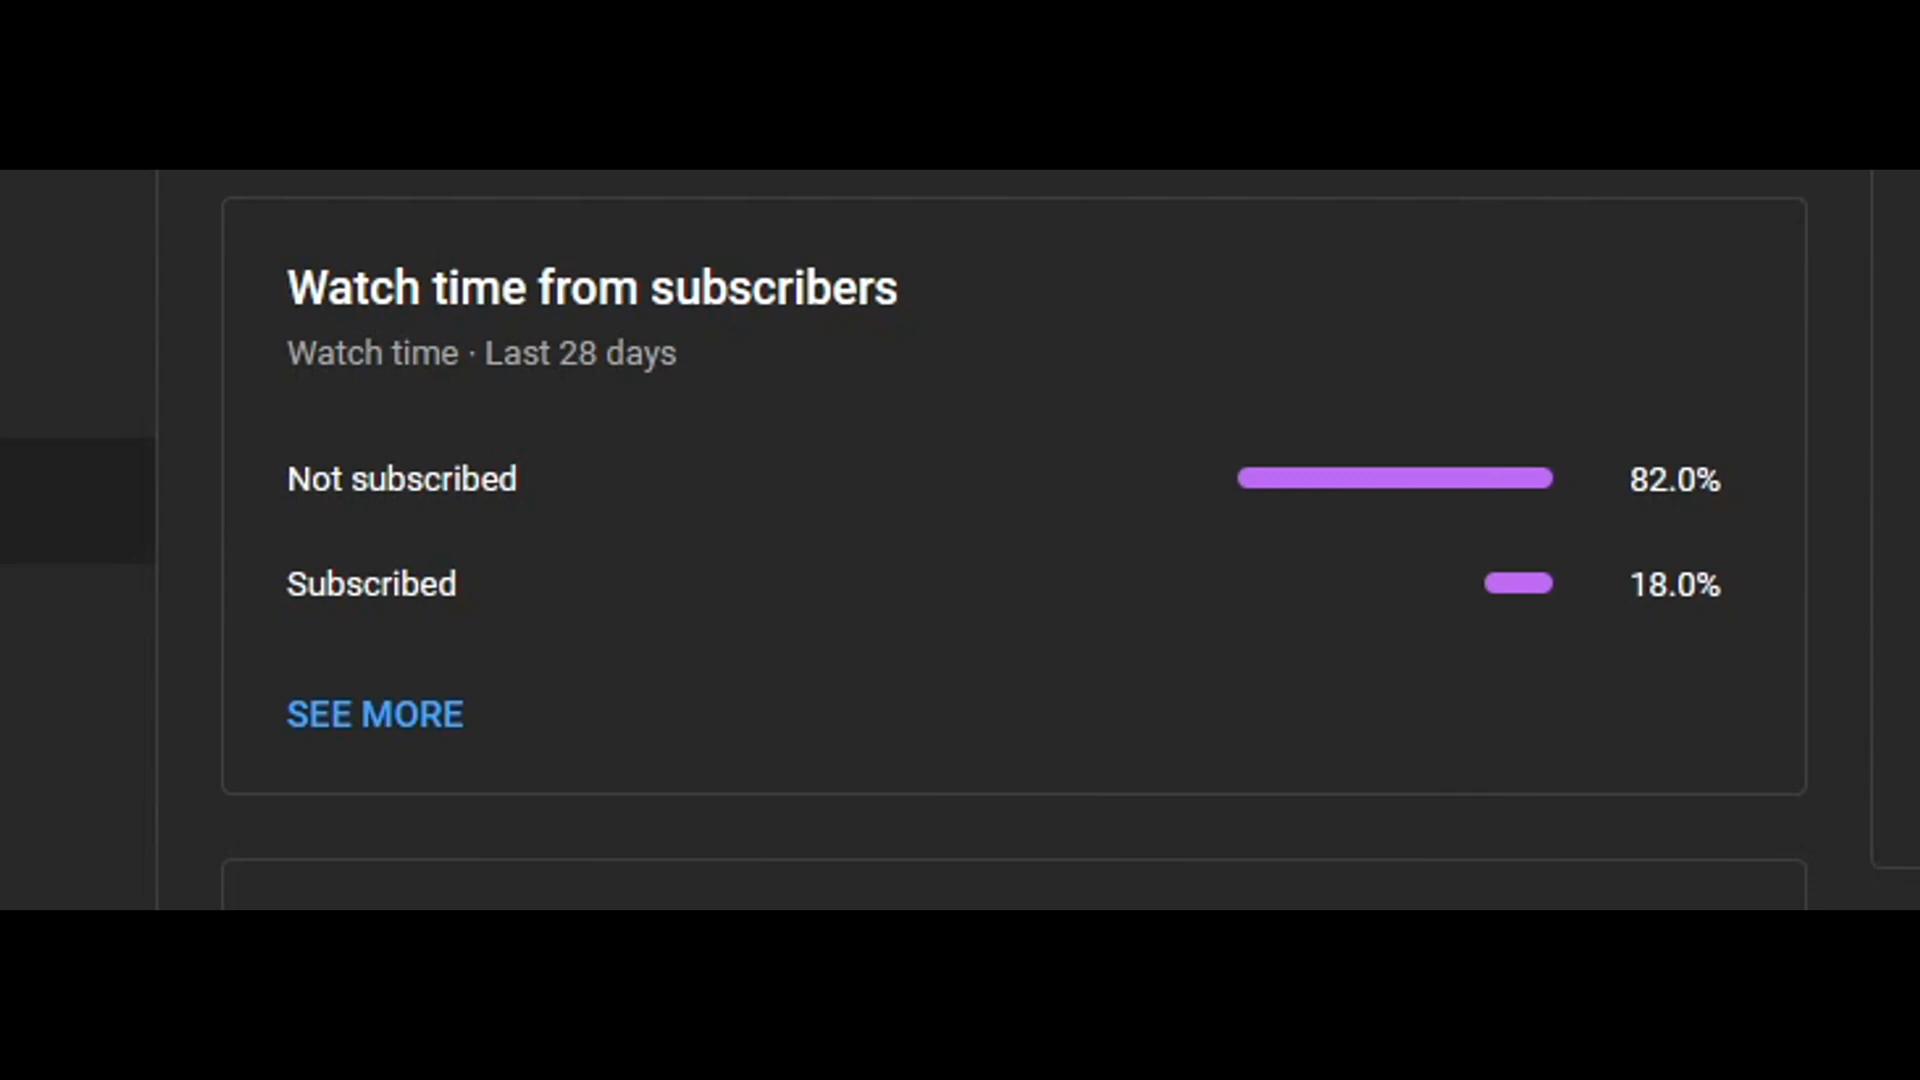 Watch time from subscribers
Watch time · Last 28 days
Not subscribed 82.0%
Subscribed 18.0%
SEE MORE